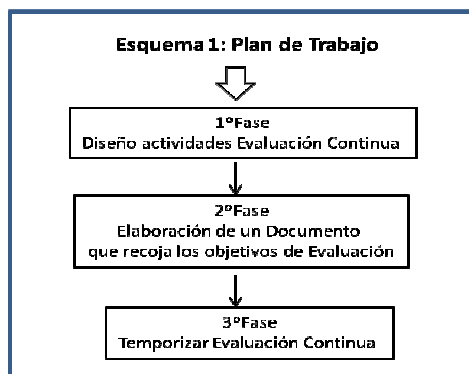 Esquema 1: Plan de Trabajo
1ºFase
Diseño actividades Evaluación Continua
2ºFase
Elaboración de un Documento
que recoja los objetivos de Evaluación
3ºFase
Temporizar Evaluación Continua